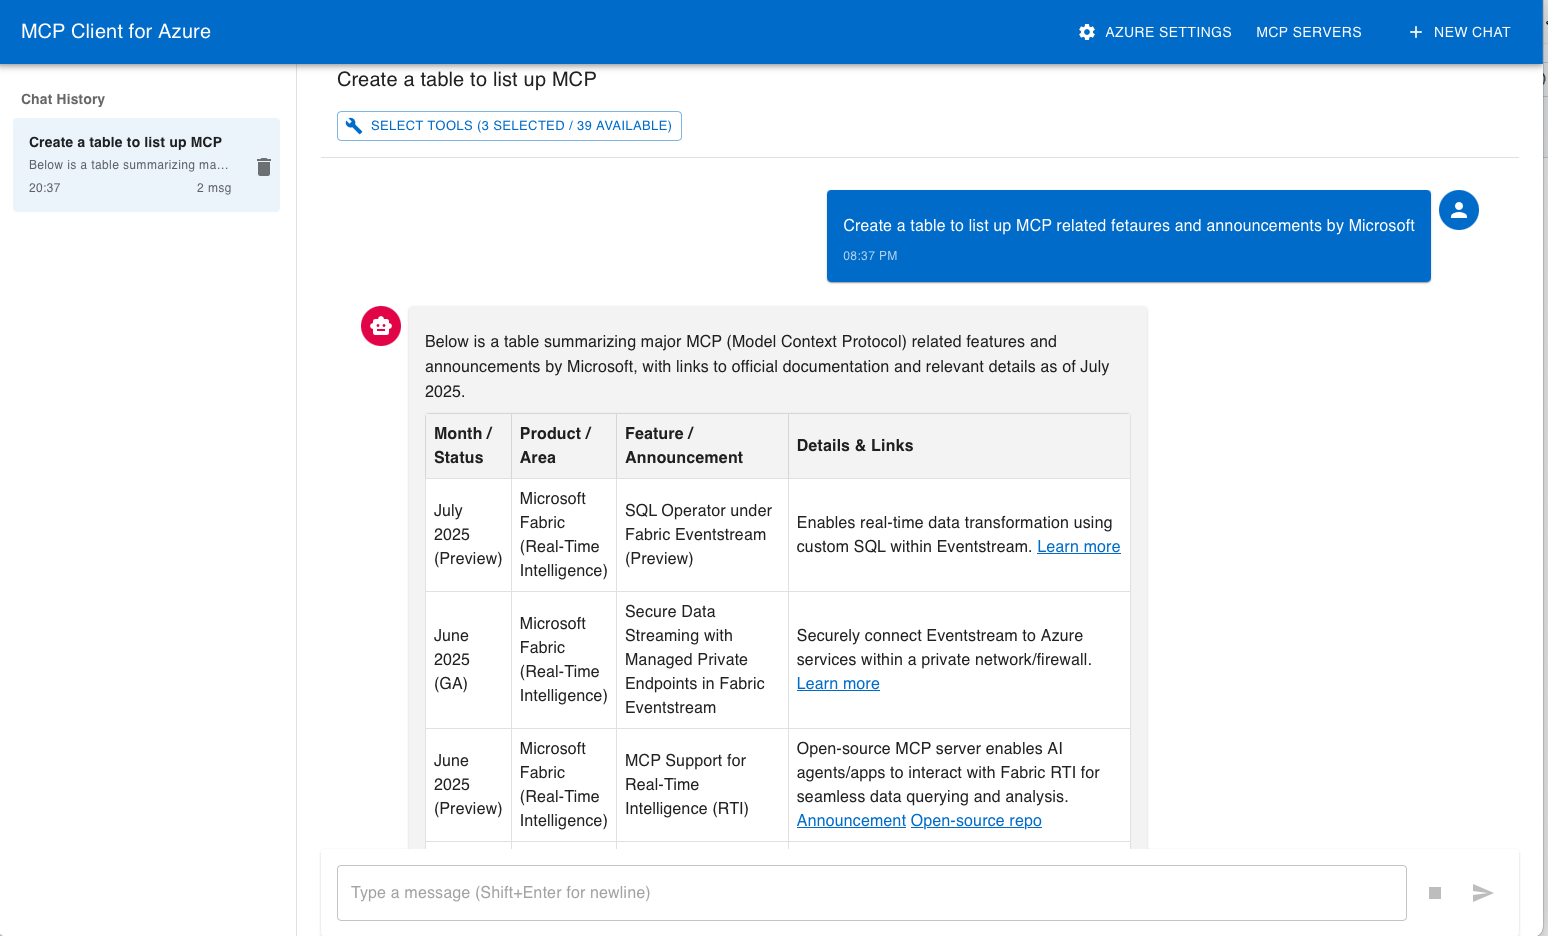 MCP Client for Azure
AZURE SETTINGS
MCP SERVERS
+ NEW CHAT
Chat History
Create a table to list up MCP
Below is a table summarizing ma...
20:37
2 msg
Create a table to list up MCP
SELECT TOOLS (3 SELECTED / 39 AVAILABLE)
Create a table to list up MCP related fetaures and announcements by Microsoft
08:37 PM
Below is a table summarizing major MCP (Model Context Protocol) related features and
announcements by Microsoft, with links to official documentation and relevant details as of July
2025.
Month /
Status
Product /
Area
Feature /
Announcement
Details & Links
July
2025
(Preview)
Microsoft
Fabric
(Real-Time
Intelligence)
SQL Operator under
Fabric Eventstream
(Preview)
Enables real-time data transformation using
custom SQL within Eventstream. Learn more
June
2025
(GA)
Microsoft
Fabric
(Real-Time
Intelligence)
Secure Data
Streaming with
Managed Private
Endpoints in Fabric
Eventstream
Securely connect Eventstream to Azure
services within a private network/firewall.
Learn more
June
2025
(Preview)
Microsoft
Fabric
(Real-Time
Intelligence)
MCP Support for
Real-Time
Intelligence (RTI)
Open-source MCP server enables AI
agents/apps to interact with Fabric RTI for
seamless data querying and analysis.
Announcement Open-source repo
Type a message (Shift+Enter for newline)